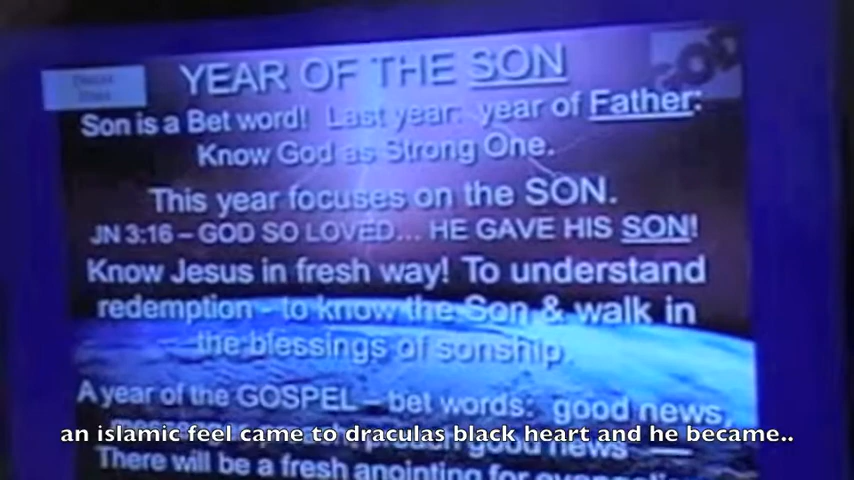 YEAR OF THE SON
GOD
Son is a Bet word! Last year: year of Father:
Know God as Strong One.
This year focuses on the SON.
JN 3:16 – GOD SO LOVED... HE GAVE HIS SON!
Know Jesus in fresh way! To understand
redemption - to know the Son & walk in
the blessings of sonship.
A year of the GOSPEL – bet words: good news,
good news
an islamic feel came to draculas black heart and he became..
There will be a fresh anointing for